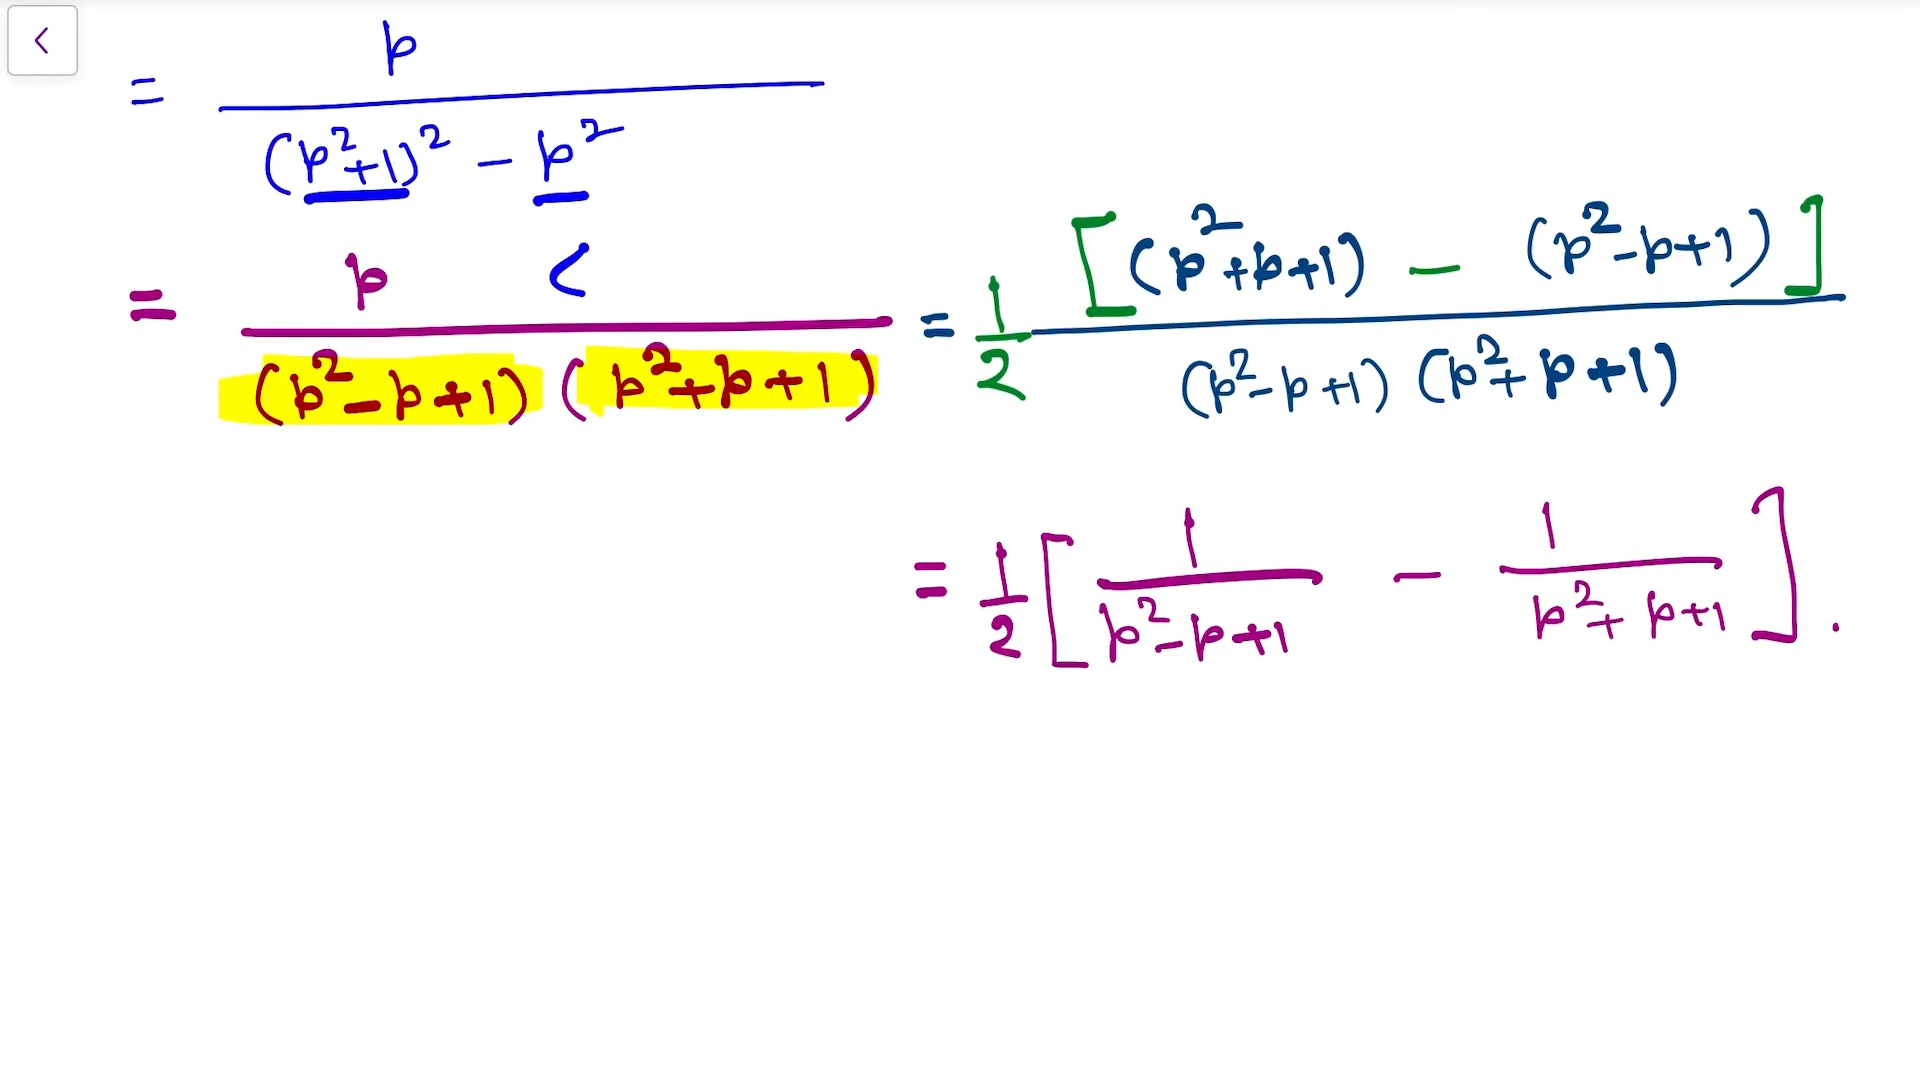 = p / ((p²+1)² - p²)
= p / ((p²-p+1)(p²+p+1)) = 1/2 [(p²+p+1) - (p²-p+1)] / ((p²-p+1)(p²+p+1))
= 1/2 [1/(p²-p+1) - 1/(p²+p+1)].